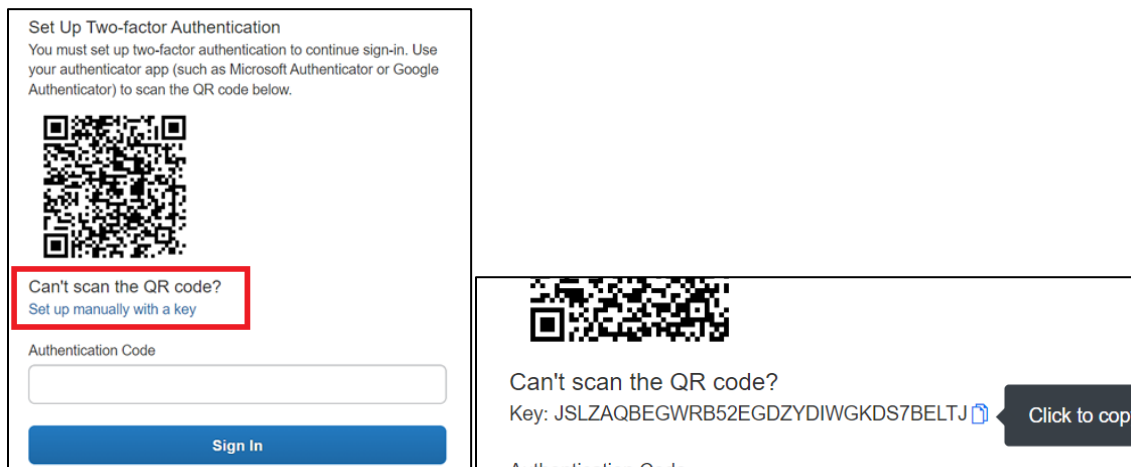 Set Up Two-factor Authentication
You must set up two-factor authentication to continue sign-in. Use
your authenticator app (such as Microsoft Authenticator or Google
Authenticator) to scan the QR code below.
Can't scan the QR code?
Set up manually with a key
Authentication Code
Sign In
Can't scan the QR code?
Key: JSLZAQBEGWRB52EGDZYDIWGKDS7BELTJ
Click to cop
Authentication Code